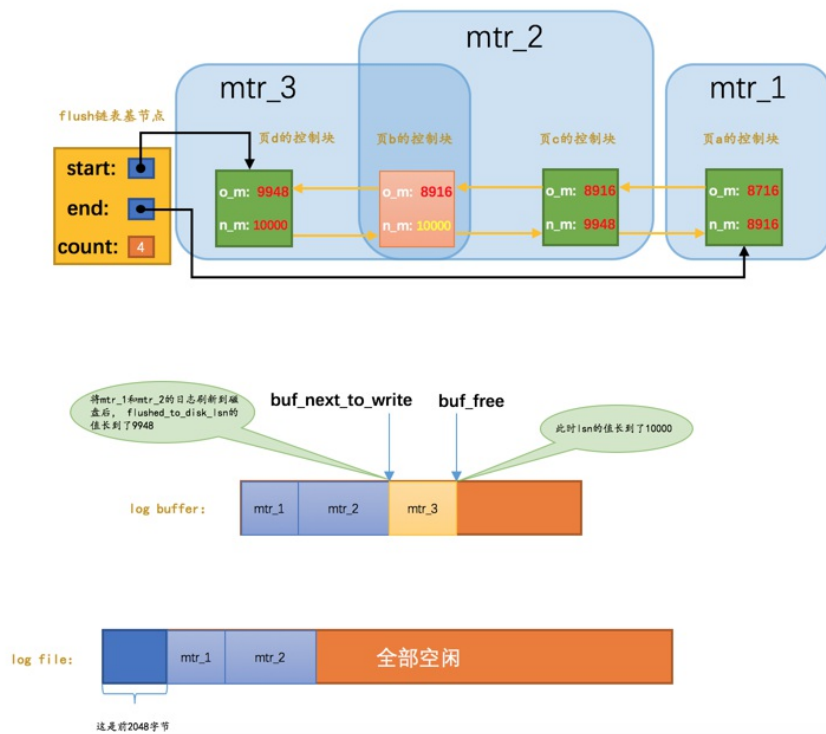 mtr_2
mtr_3
mtr_1
flush链表基节点
页d的控制块
页b的控制块
页c的控制块
页a的控制块
start:
end:
count: 4
o_m: 9948
n_m: 10000
o_m: 8916
n_m: 10000
o_m: 8916
n_m: 9948
o_m: 8716
n_m: 8916
将mtr_1和mtr_2的日志刷新到磁
盘后, flushed_to_disk_lsn的
值长到了9948
buf_next_to_write
buf_free
此时lsn的值长到了10000
log buffer:
mtr_1
mtr_2
mtr_3
log file:
mtr_1
mtr_2
全部空闲
这是前2048字节